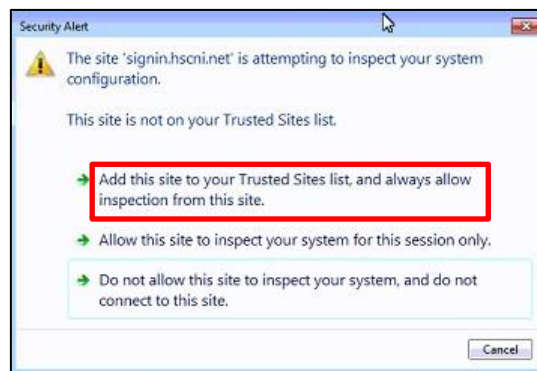 Security Alert
The site 'signin.hscni.net' is attempting to inspect your system
configuration.
This site is not on your Trusted Sites list.
Add this site to your Trusted Sites list, and always allow
inspection from this site.
Allow this site to inspect your system for this session only.
Do not allow this site to inspect your system, and do not
connect to this site.
Cancel